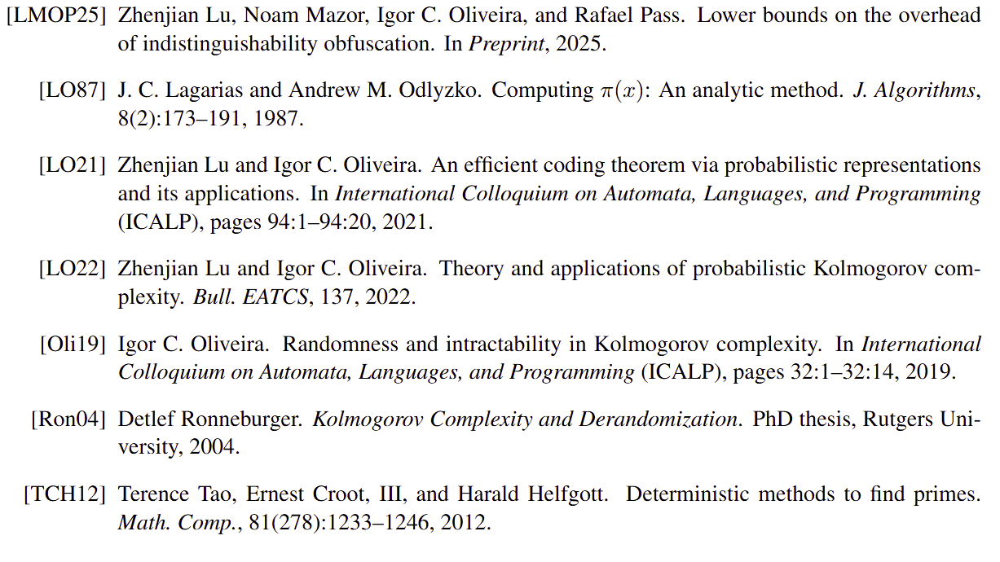 [LMOP25] Zhenjian Lu, Noam Mazor, Igor C. Oliveira, and Rafael Pass. Lower bounds on the overhead
of indistinguishability obfuscation. In Preprint, 2025.
[LO87] J. C. Lagarias and Andrew M. Odlyzko. Computing π(x): An analytic method. J. Algorithms,
8(2):173–191, 1987.
[LO21] Zhenjian Lu and Igor C. Oliveira. An efficient coding theorem via probabilistic representations
and its applications. In International Colloquium on Automata, Languages, and Programming
(ICALP), pages 94:1–94:20, 2021.
[LO22] Zhenjian Lu and Igor C. Oliveira. Theory and applications of probabilistic Kolmogorov com-
plexity. Bull. EATCS, 137, 2022.
[Oli19] Igor C. Oliveira. Randomness and intractability in Kolmogorov complexity. In International
Colloquium on Automata, Languages, and Programming (ICALP), pages 32:1–32:14, 2019.
[Ron04] Detlef Ronneburger. Kolmogorov Complexity and Derandomization. PhD thesis, Rutgers Uni-
versity, 2004.
[TCH12] Terence Tao, Ernest Croot, III, and Harald Helfgott. Deterministic methods to find primes.
Math. Comp., 81(278):1233–1246, 2012.